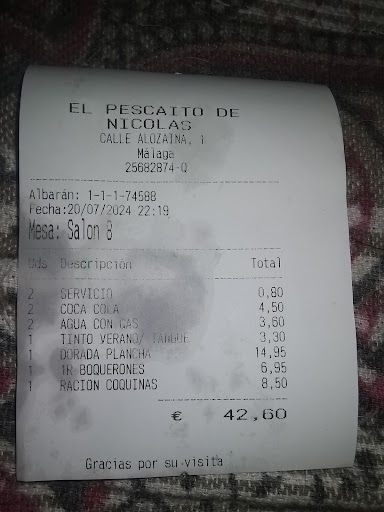 EL PESCAITO DE
NICOLAS
CALLE ALOZAINA, 1
Málaga
25682874-Q
Albarán: 1-1-1-74588
Fecha:20/07/2024 22:19
Mesa: Salon 8
Uds Descripción Total
2 SERVICIO 0,80
2 COCA COLA 4,50
2 AGUA CON GAS 3,60
1 TINTO VERANO/ TANQUE 3,30
1 DORADA PLANCHA 14,95
1 1R BOQUERONES 6,95
1 RACION COQUINAS 8,50
€ 42,60
Gracias por su visita